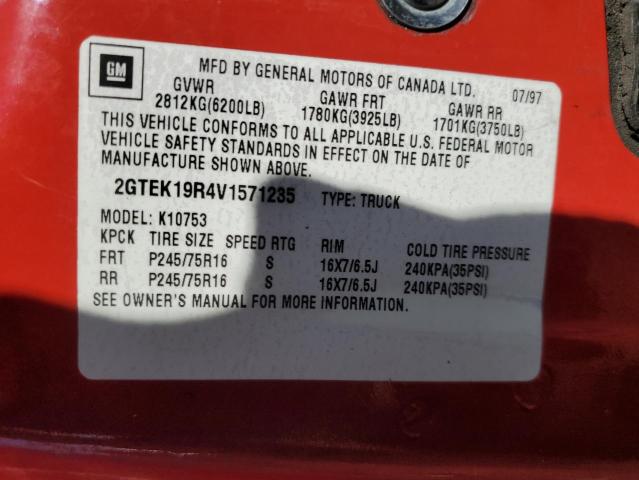 GM
MFD BY GENERAL MOTORS OF CANADA LTD. 07/97
GVWR GAWR FRT GAWR RR
2812KG(6200LB) 1780KG(3925LB) 1701KG(3750LB)
THIS VEHICLE CONFORMS TO ALL APPLICABLE U.S. FEDERAL MOTOR
VEHICLE SAFETY STANDARDS IN EFFECT ON THE DATE OF
MANUFACTURE SHOWN ABOVE.
2GTEK19R4V1571235 TYPE: TRUCK
MODEL: K10753
KPCK TIRE SIZE SPEED RTG RIM COLD TIRE PRESSURE
FRT P245/75R16 S 16X7/6.5J 240KPA(35PSI)
RR P245/75R16 S 16X7/6.5J 240KPA(35PSI)
SEE OWNER'S MANUAL FOR MORE INFORMATION.